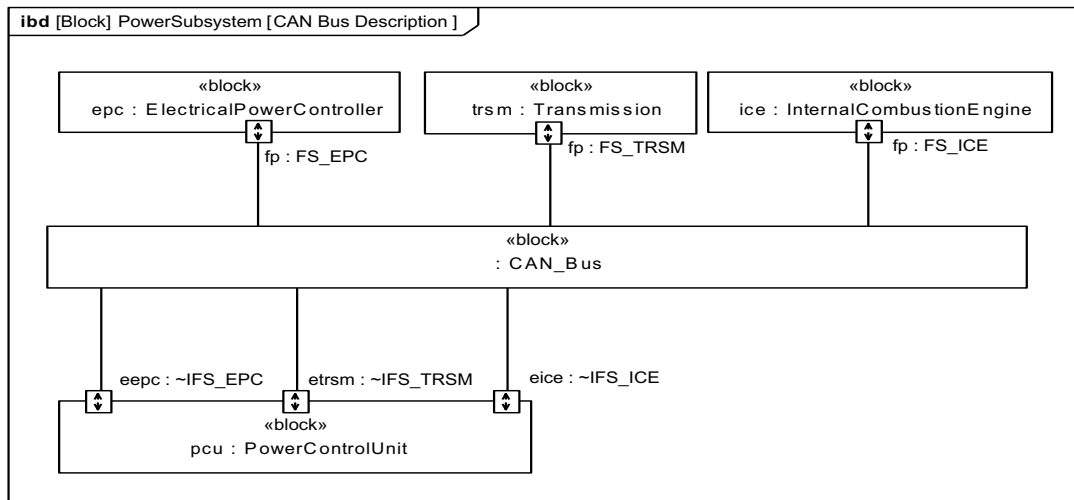 ibd [Block] PowerSubsystem [CAN Bus Description ]
«block»
epc : ElectricalPowerController
«block»
trsm : Transmission
«block»
ice : InternalCombustionEngine
fp : FS_EPC
fp : FS_TRSM
fp : FS_ICE
«block»
: CAN_Bus
eepc : ~IFS_EPC
etrsm : ~IFS_TRSM
eice : ~IFS_ICE
«block»
pcu : PowerControlUnit